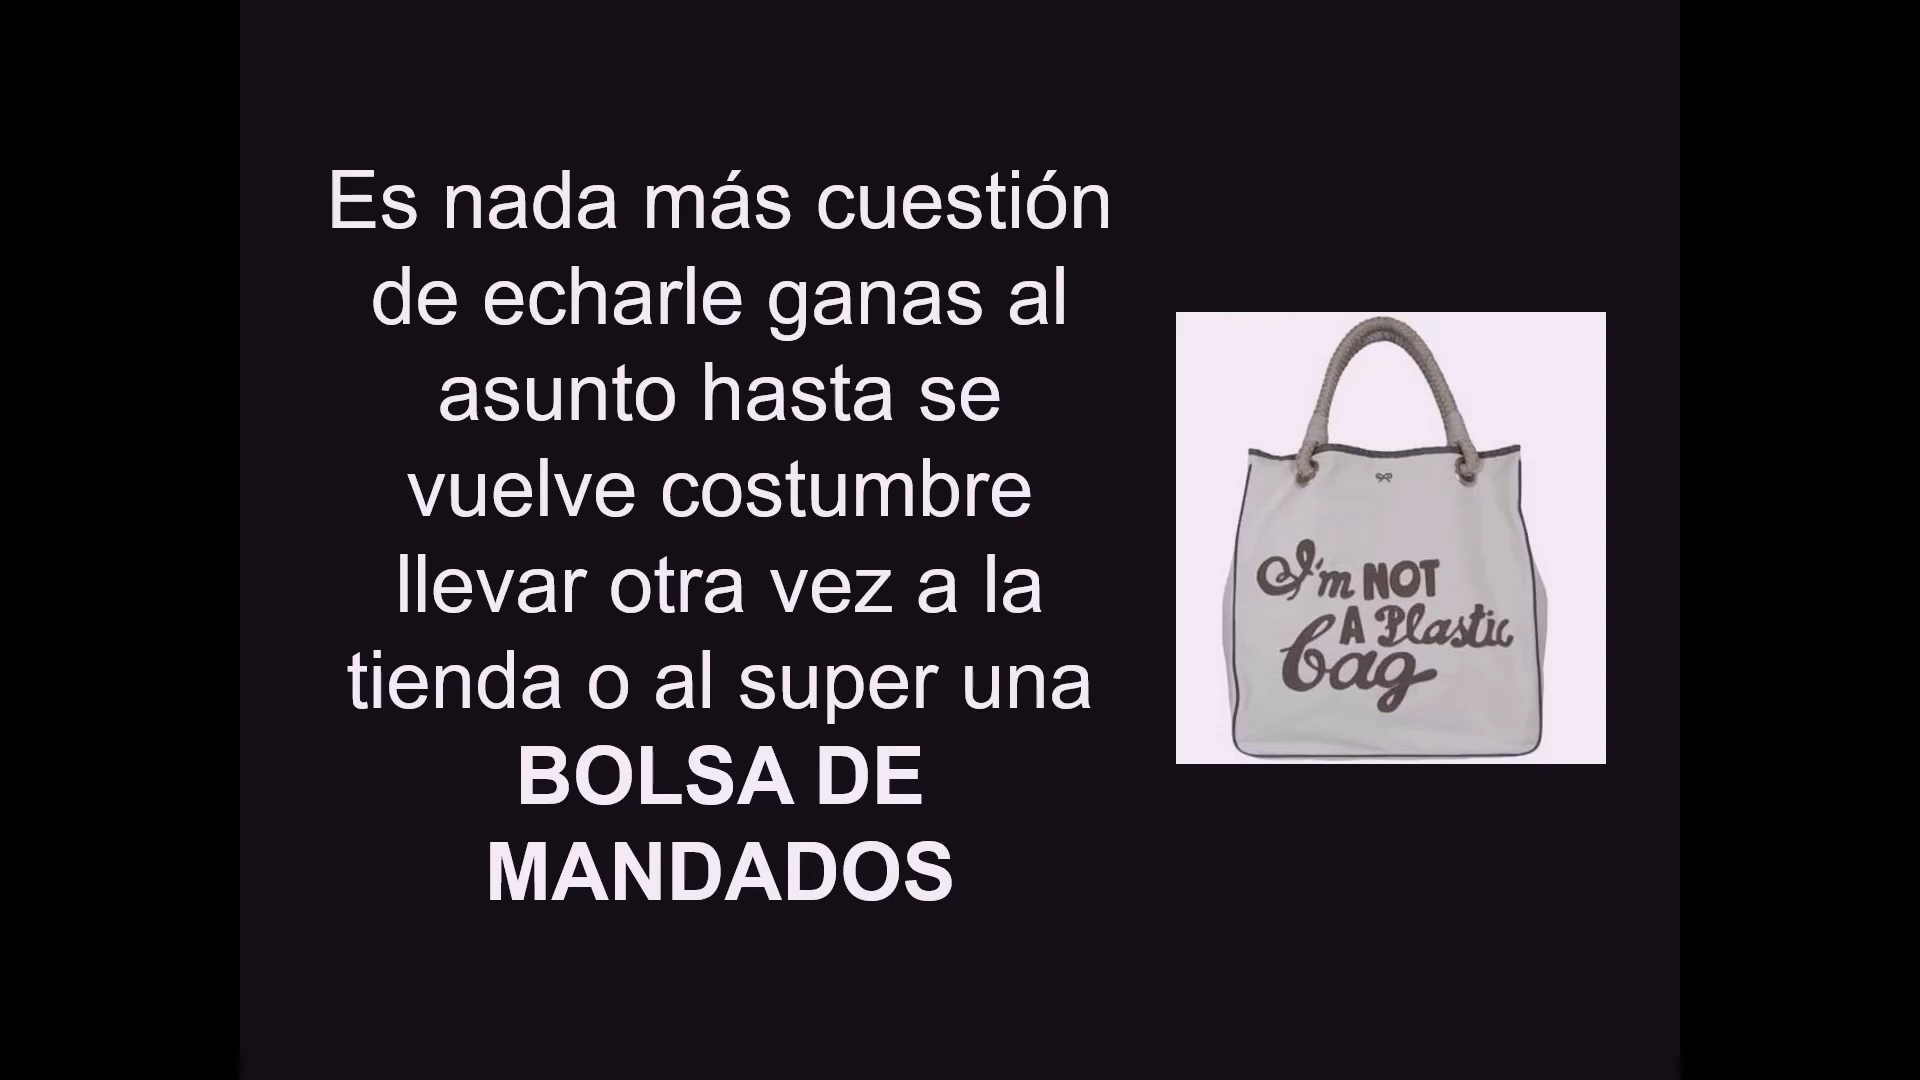 Es nada más cuestión
de echarle ganas al
asunto hasta se
vuelve costumbre
llevar otra vez a la
tienda o al super una
BOLSA DE
MANDADOS
I'm NOT
A Plastic
bag